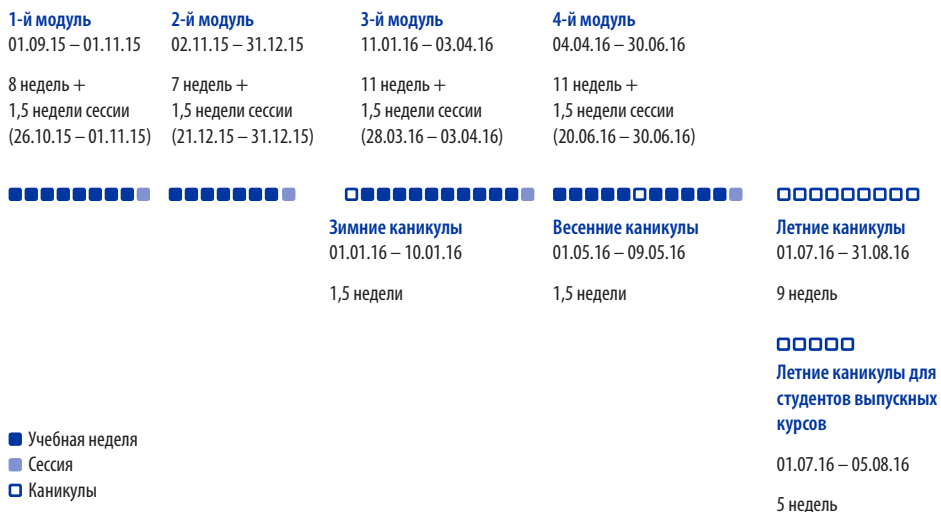 1-й модуль
01.09.15 – 01.11.15
8 недель +
1,5 недели сессии
(26.10.15 – 01.11.15)
2-й модуль
02.11.15 – 31.12.15
7 недель +
1,5 недели сессии
(21.12.15 – 31.12.15)
3-й модуль
11.01.16 – 03.04.16
11 недель +
1,5 недели сессии
(28.03.16 – 03.04.16)
4-й модуль
04.04.16 – 30.06.16
11 недель +
1,5 недели сессии
(20.06.16 – 30.06.16)
Зимние каникулы
01.01.16 – 10.01.16
1,5 недели
Весенние каникулы
01.05.16 – 09.05.16
1,5 недели
Летние каникулы
01.07.16 – 31.08.16
9 недель
Летние каникулы для
студентов выпускных
курсов
01.07.16 – 05.08.16
5 недель
Учебная неделя
Сессия
Каникулы